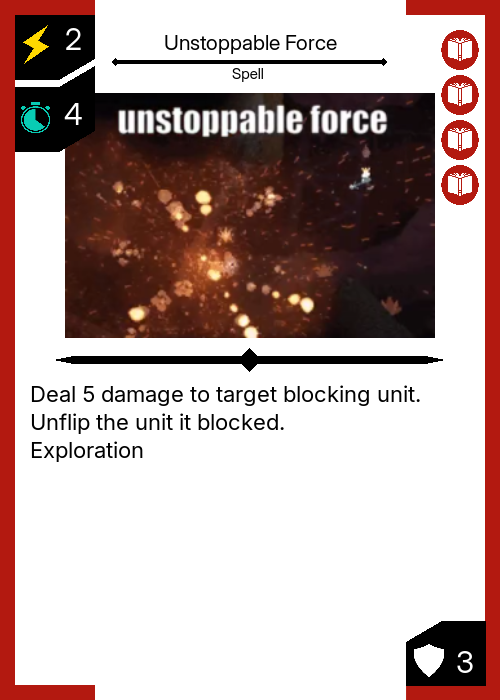 2
Unstoppable Force
Spell
4
unstoppable force
Deal 5 damage to target blocking unit.
Unflip the unit it blocked.
Exploration
3